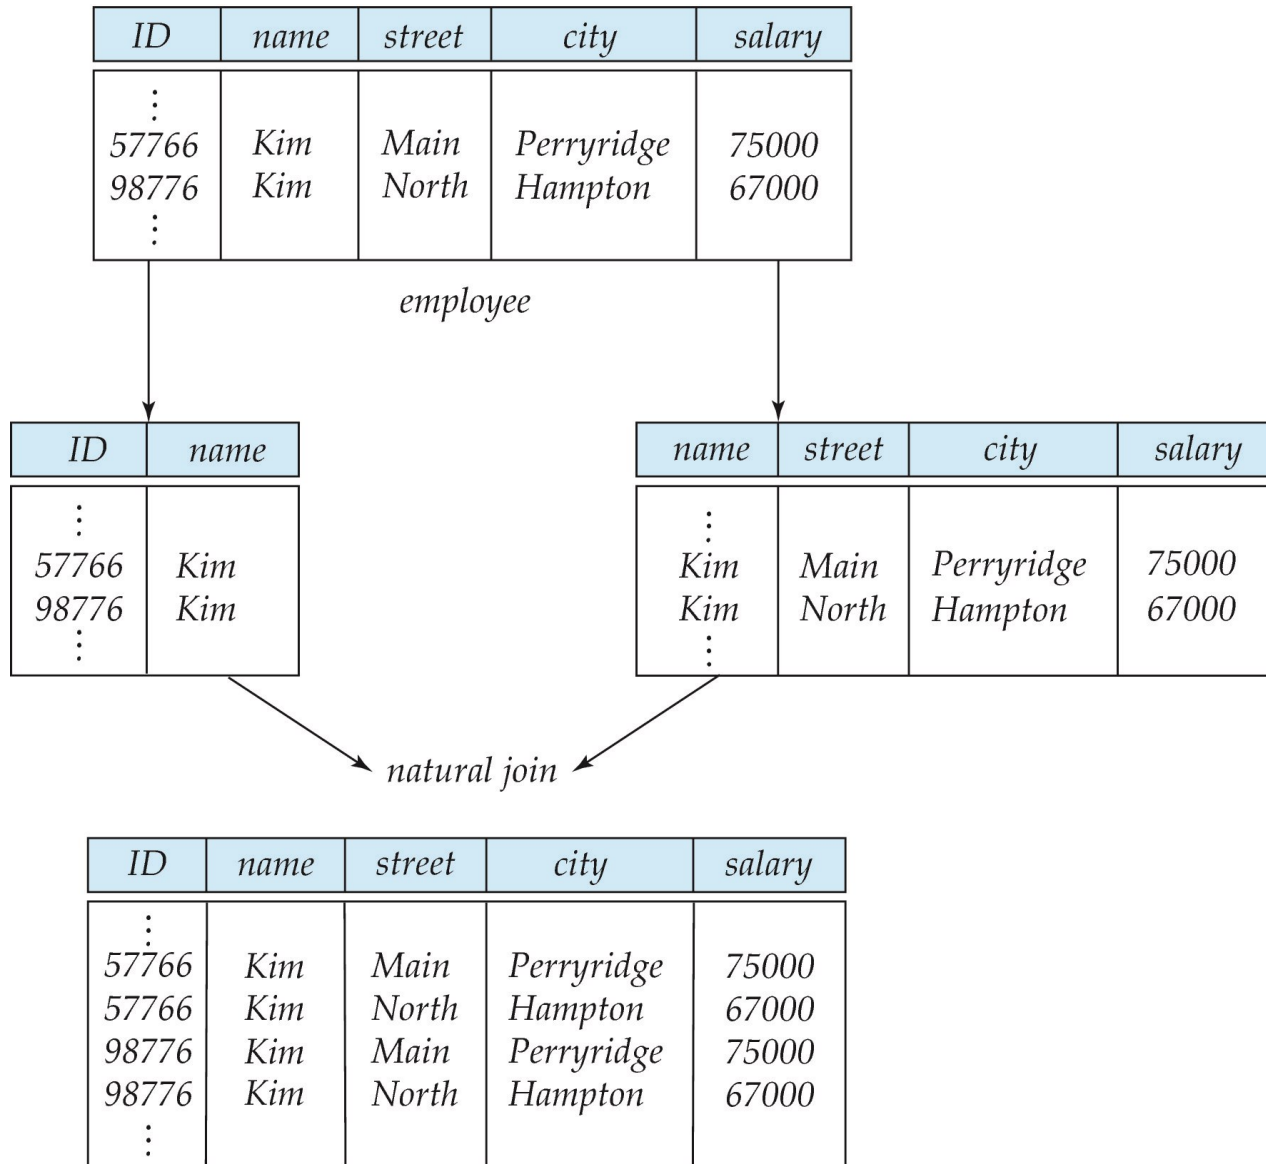 ID name street city salary
⋮
57766 Kim Main Perryridge 75000
98776 Kim North Hampton 67000
⋮
employee
ID name
⋮
57766 Kim
98776 Kim
⋮
name street city salary
⋮
Kim Main Perryridge 75000
Kim North Hampton 67000
⋮
natural join
ID name street city salary
⋮
57766 Kim Main Perryridge 75000
57766 Kim North Hampton 67000
98776 Kim Main Perryridge 75000
98776 Kim North Hampton 67000
⋮